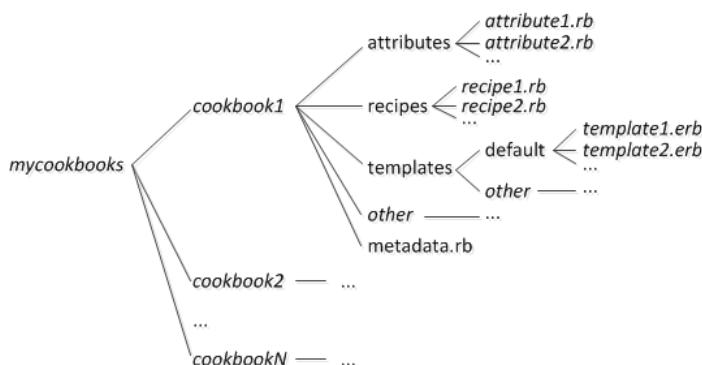 attribute1.rb
attributes attribute2.rb
...
recipe1.rb
cookbook1 recipes recipe2.rb
...
template1.erb
default template2.erb
mycookbooks templates ...
other ...
other ...
metadata.rb
cookbook2 ...
...
cookbookN ...